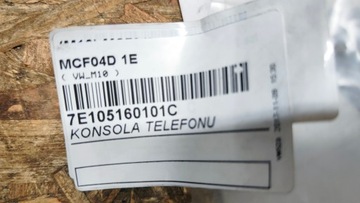 MCF04D 1E
( VW_M10 )
7E105160101C
KONSOLA TELEFONU